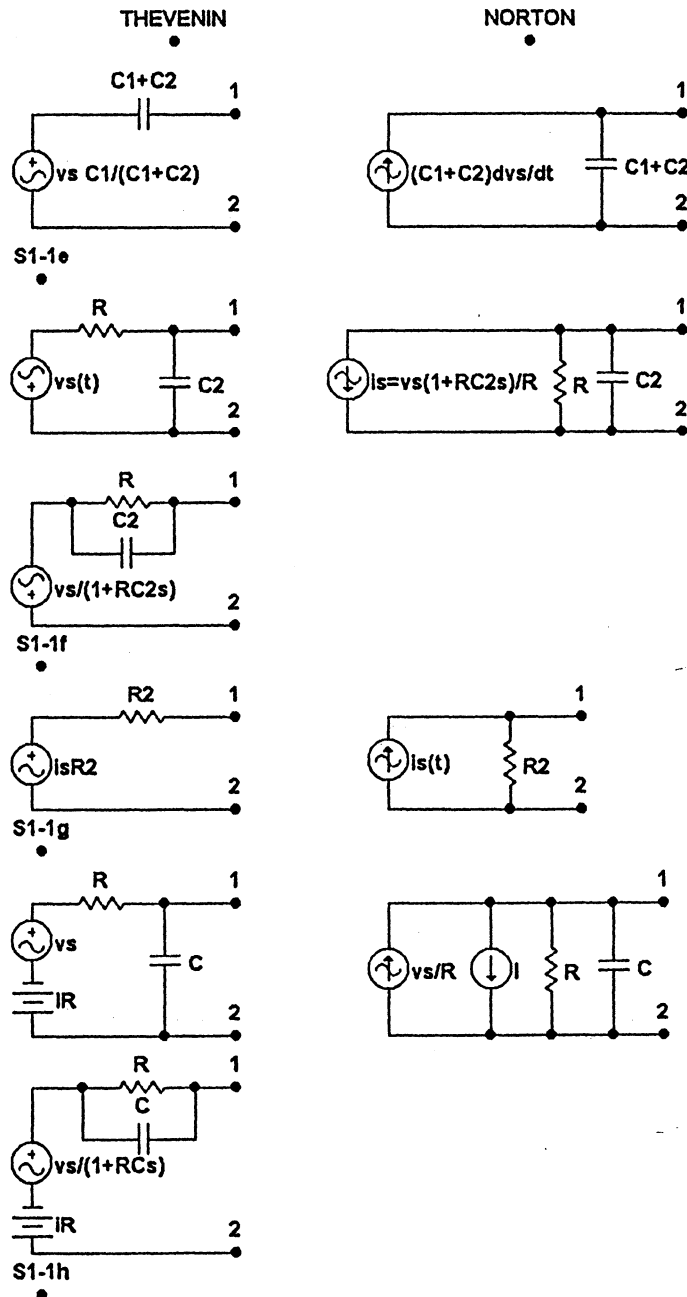 THEVENIN
NORTON
C1+C2
1
+
vs C1/(C1+C2)
2
1
(C1+C2)dvs/dt
C1+C2
2
S1-1e
R
1
vs(t)
+
C2
2
1
is=vs(1+RC2s)/R
R
C2
2
R
1
C2
vs/(1+RC2s)
+
2
S1-1f
R2
1
+
isR2
2
1
is(t)
R2
2
S1-1g
R
1
+
vs
C
IR
2
1
vs/R
I
R
C
2
R
1
C
+
vs/(1+RCs)
IR
2
S1-1h